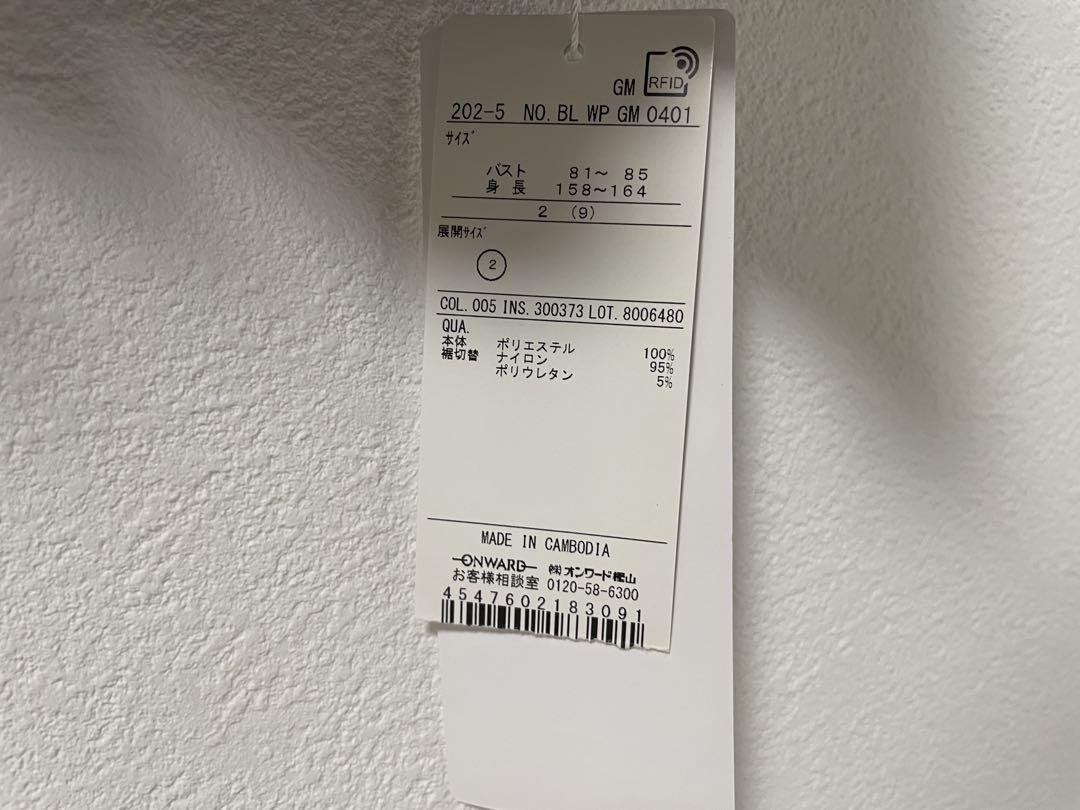 GM RFID
202-5 NO. BL WP GM 0401
サイズ
バスト 81～ 85
身長 158～164
2 (9)
展開サイズ
2
COL. 005 INS. 300373 LOT. 8006480
QUA.
本体 ポリエステル 100%
裾切替 ナイロン 95%
ポリウレタン 5%
MADE IN CAMBODIA
ONWARD ㈱オンワード樫山
お客様相談室 0120-58-6300
4547602183091